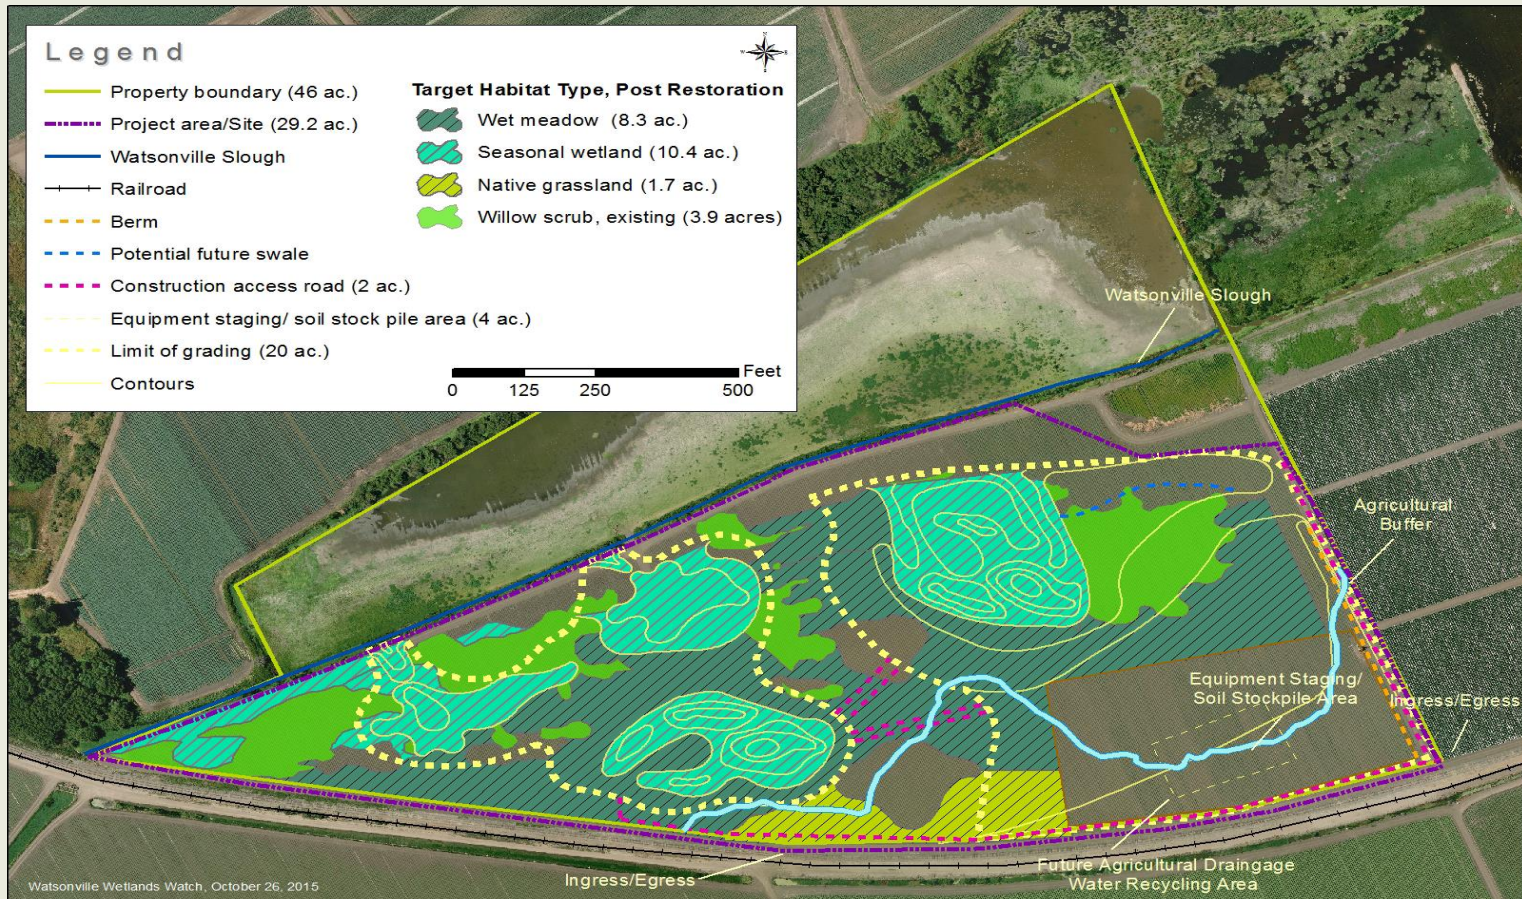 Legend
Property boundary (46 ac.)
Project area/Site (29.2 ac.)
Watsonville Slough
Railroad
Berm
Potential future swale
Construction access road (2 ac.)
Equipment staging/ soil stock pile area (4 ac.)
Limit of grading (20 ac.)
Contours
Target Habitat Type, Post Restoration
Wet meadow (8.3 ac.)
Seasonal wetland (10.4 ac.)
Native grassland (1.7 ac.)
Willow scrub, existing (3.9 acres)
Feet
0 125 250 500
Watsonville Slough
Agricultural
Buffer
Equipment Staging/
Soil Stockpile Area
Ingress/Egress
Future Agricultural Draingage
Water Recycling Area
Ingress/Egress
Watsonville Wetlands Watch, October 26, 2015